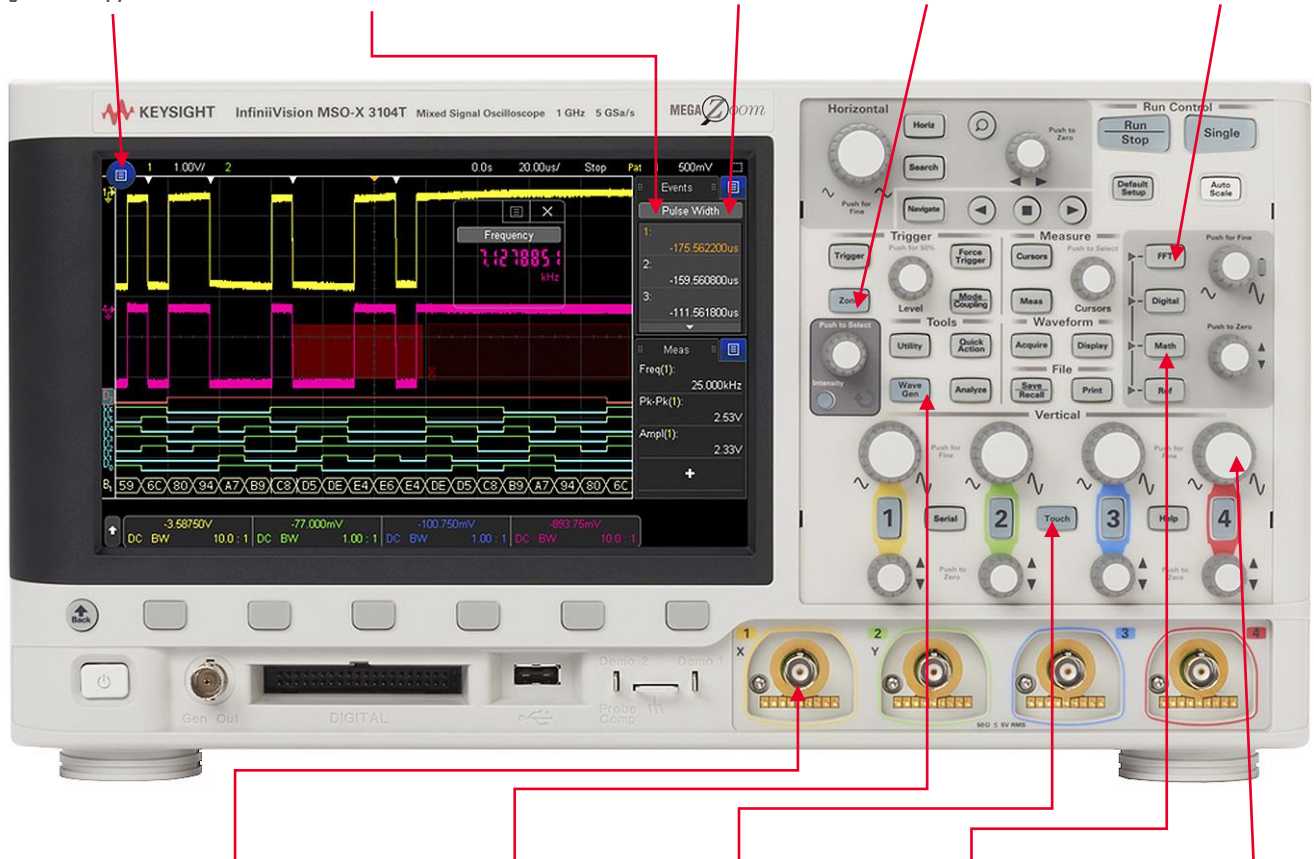 KEYSIGHT InfiniiVision MSO-X 3104T Mixed Signal Oscilloscope 1 GHz 5 GSa/s MEGA Zoom
1 1.00V/ 2 0.0s 20.00us/ Stop Pat 500mV
Events
Pulse Width
1:
-175.562200us
2:
-159.560800us
3:
-111.561800us
Frequency
7.1278851
kHz
Meas
Freq(1):
25.000kHz
Pk-Pk(1):
2.53V
Ampl(1):
2.33V
+
B1 59 6C 80 94 A7 B9 C8 D5 DE E4 E6 E4 DE D5 C8 B9 A7 94 80 6C
-3.58750V -77.000mV -100.750mV -893.75mV
DC BW 10.0 : 1 DC BW 1.00 : 1 DC BW 1.00 : 1 DC BW 10.0 : 1
Back
Gen Out
DIGITAL
Demo 2 Demo 1
Probe
Comp
Horizontal
Horiz
Search
Navigate
Push for
Fine
Push to
Zero
Run Control
Run
Stop
Single
Default
Setup
Auto
Scale
Trigger
Trigger
Push for 50%
Level
Force
Trigger
Mode
Coupling
Measure
Cursors
Push to Select
Meas
Cursors
Push to Select
Intensity
Tools
Utility
Quick
Action
Wave
Gen
Analyze
Waveform
Acquire
Display
File
Save
Recall
Print
FFT
Digital
Math
Ref
Push for Fine
Push to Zero
Vertical
Push for
Fine
Push for
Fine
1 Serial 2 Touch 3 Help 4
Push to
Zero
Push to
Zero
1
X
2
Y
3
4
50Ω ≤ 5V RMS